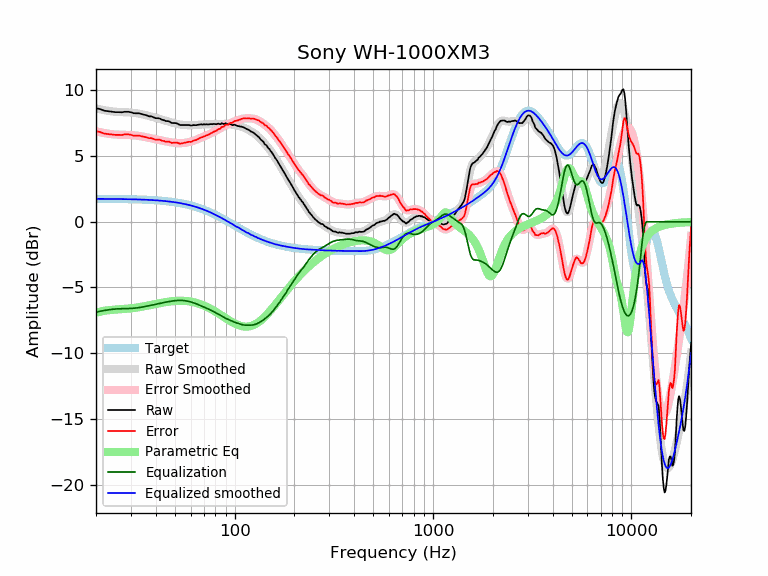 Sony WH-1000XM3
10
5
0
−5
−10
−15
−20
Amplitude (dBr)
Target
Raw Smoothed
Error Smoothed
Raw
Error
Parametric Eq
Equalization
Equalized smoothed
100
1000
10000
Frequency (Hz)